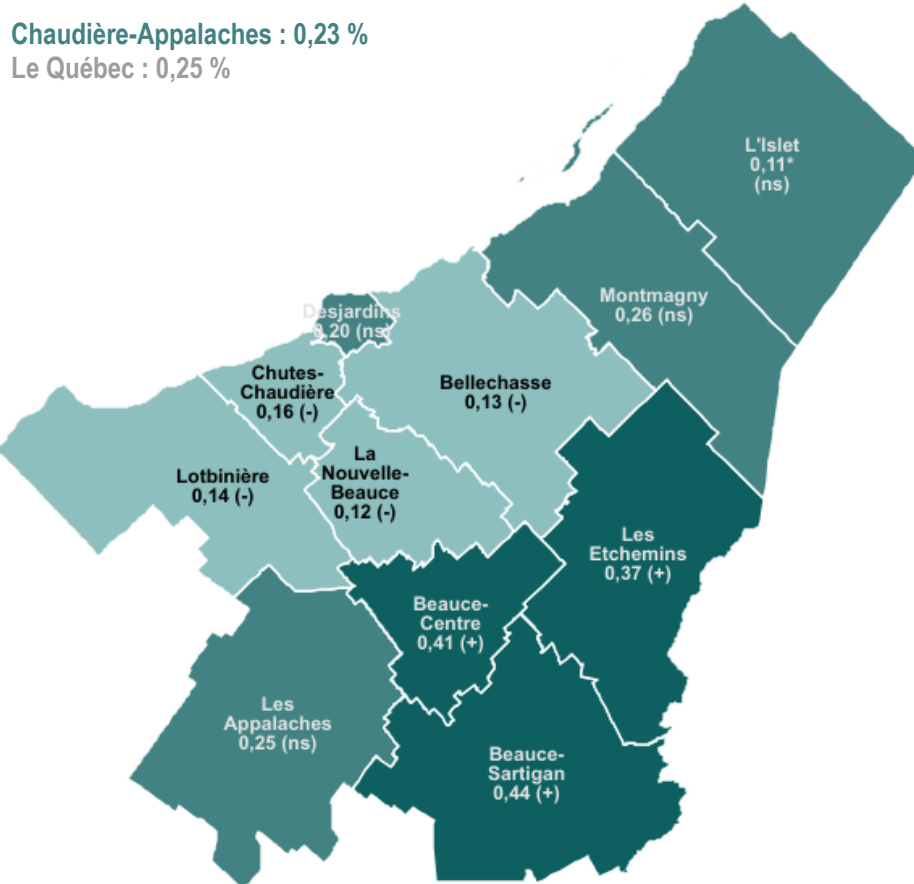 Chaudière-Appalaches : 0,23 %
Le Québec : 0,25 %
L'Islet
0,11*
(ns)
Montmagny
0,26 (ns)
Desjardins
0,20 (ns)
Chutes-
Chaudière
0,16 (-)
Bellechasse
0,13 (-)
La
Nouvelle-
Beauce
0,12 (-)
Lotbinière
0,14 (-)
Les
Etchemins
0,37 (+)
Beauce-
Centre
0,41 (+)
Les
Appalaches
0,25 (ns)
Beauce-
Sartigan
0,44 (+)